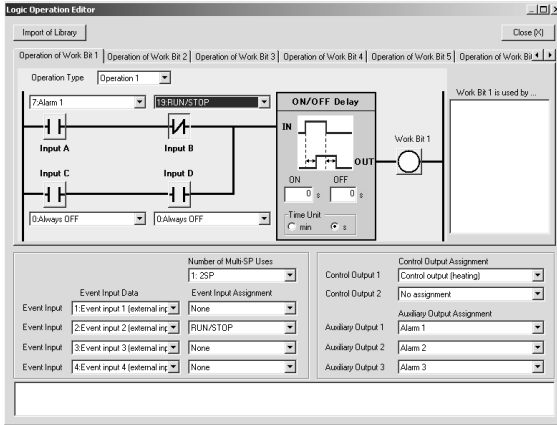 Logic Operation Editor
Import of Library
Close (X)
Operation of Work Bit 1 Operation of Work Bit 2 Operation of Work Bit 3 Operation of Work Bit 4 Operation of Work Bit 5 Operation of Work Bit
Operation Type Operation 1
7:Alarm 1 19:RUN/STOP ON/OFF Delay Work Bit 1 is used by ...
IN
Input A Input B Work Bit 1
OUT
Input C Input D
ON OFF
0 s 0 s
0:Always OFF 0:Always OFF
Time Unit
min s
Number of Multi-SP Uses
1: 2SP
Event Input Data Event Input Assignment
Event Input 1:Event input 1 (external inp None
Event Input 2:Event input 2 (external inp RUN/STOP
Event Input 3:Event input 3 (external inp None
Event Input 4:Event input 4 (external inp None
Control Output Assignment
Control Output 1 Control output (heating)
Control Output 2 No assignment
Auxiliary Output Assignment
Auxiliary Output 1 Alarm 1
Auxiliary Output 2 Alarm 2
Auxiliary Output 3 Alarm 3